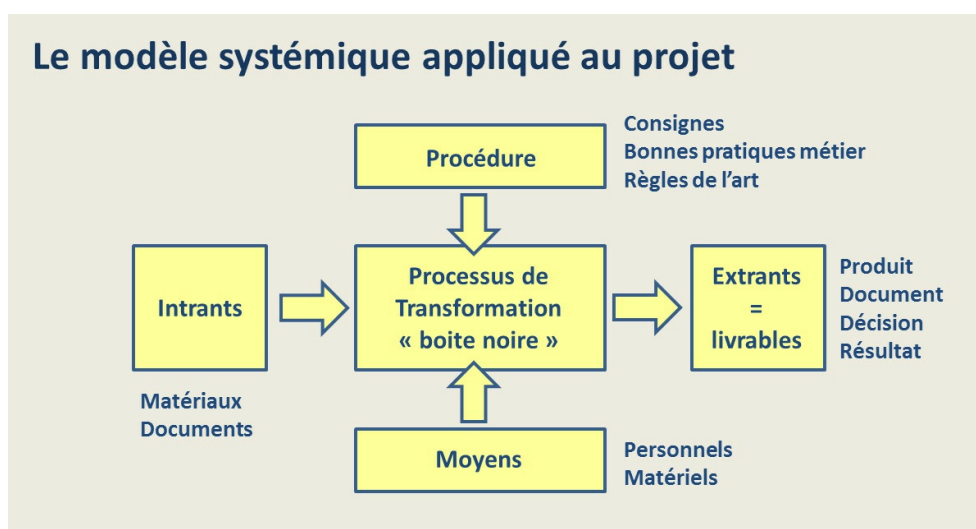 Le modèle systémique appliqué au projet
Procédure
Consignes
Bonnes pratiques métier
Règles de l’art
Intrants
Matériaux
Documents
Processus de
Transformation
« boite noire »
Extrants
=
livrables
Produit
Document
Décision
Résultat
Moyens
Personnels
Matériels